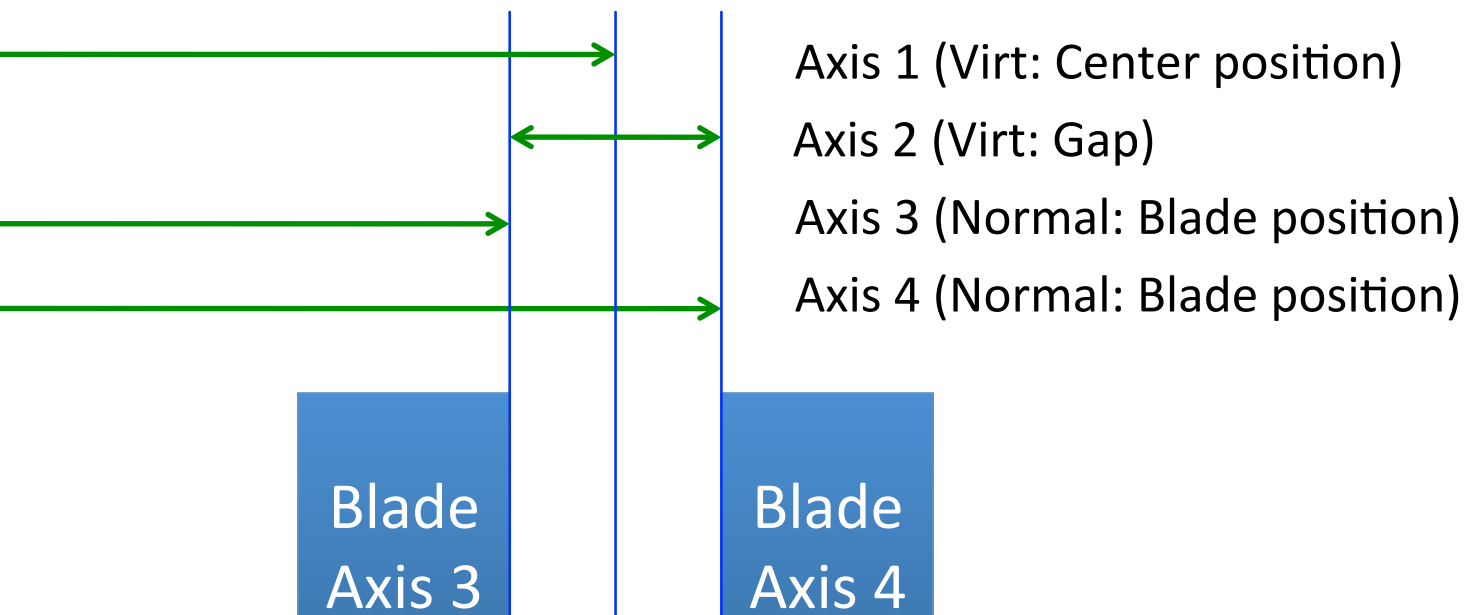 Axis 1 (Virt: Center position)
Axis 2 (Virt: Gap)
Axis 3 (Normal: Blade position)
Axis 4 (Normal: Blade position)
Blade
Axis 3
Blade
Axis 4